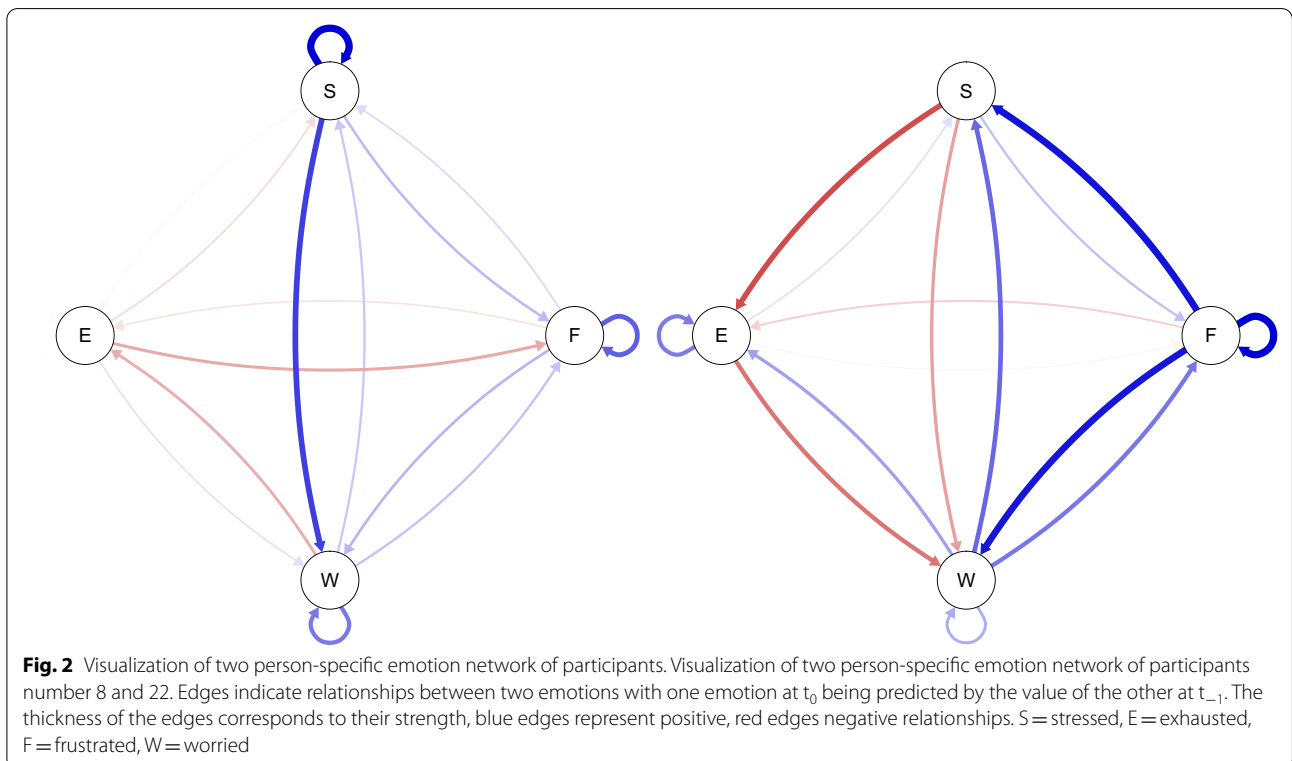 S
S
E
F
E
F
W
W
Fig. 2 Visualization of two person-specific emotion network of participants. Visualization of two person-specific emotion network of participants
number 8 and 22. Edges indicate relationships between two emotions with one emotion at t₀ being predicted by the value of the other at t₋₁. The
thickness of the edges corresponds to their strength, blue edges represent positive, red edges negative relationships. S = stressed, E = exhausted,
F = frustrated, W = worried